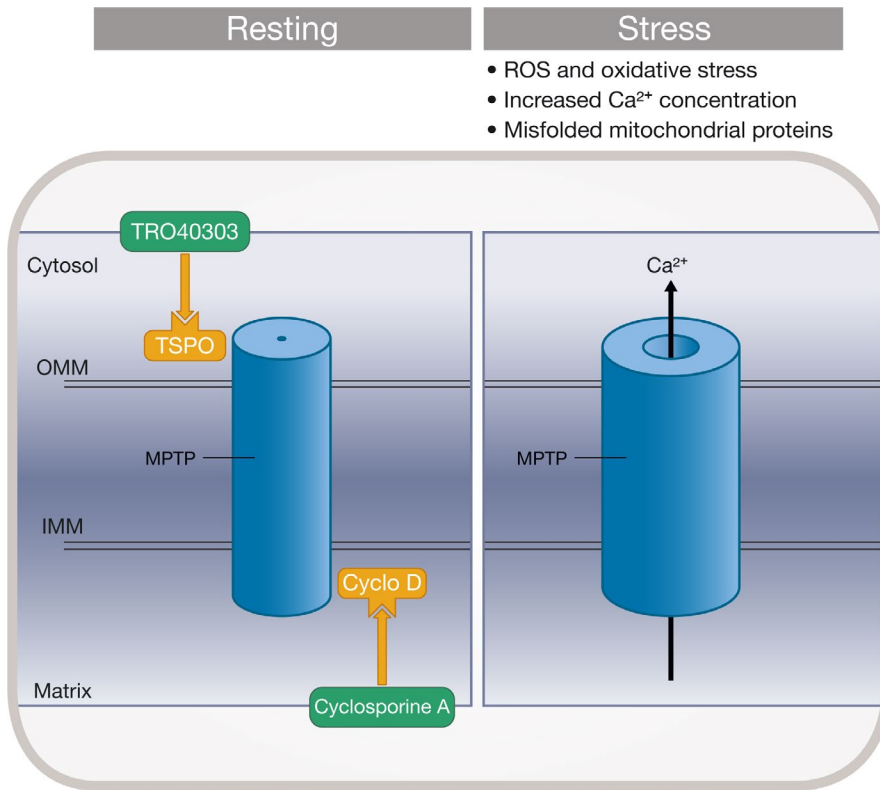 Resting
Stress
• ROS and oxidative stress
• Increased Ca²⁺ concentration
• Misfolded mitochondrial proteins
TRO40303
Cytosol
TSPO
OMM
MPTP
IMM
Cyclo D
Matrix
Cyclosporine A
Ca²⁺
MPTP